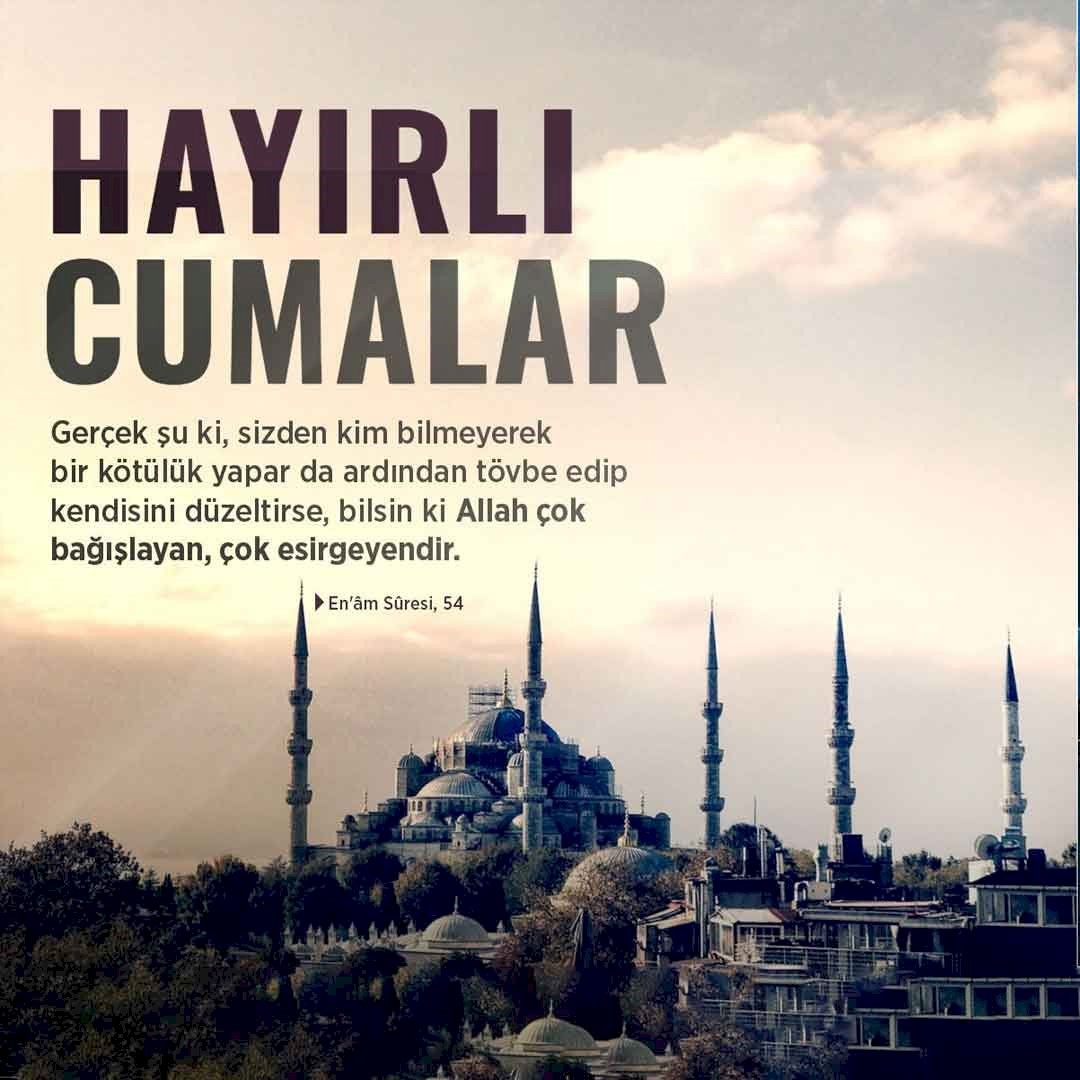 HAYIRLI
CUMALAR
Gerçek şu ki, sizden kim bilmeyerek
bir kötülük yapar da ardından tövbe edip
kendisini düzeltirse, bilsin ki Allah çok
bağışlayan, çok esirgeyendir.
En'âm Sûresi, 54